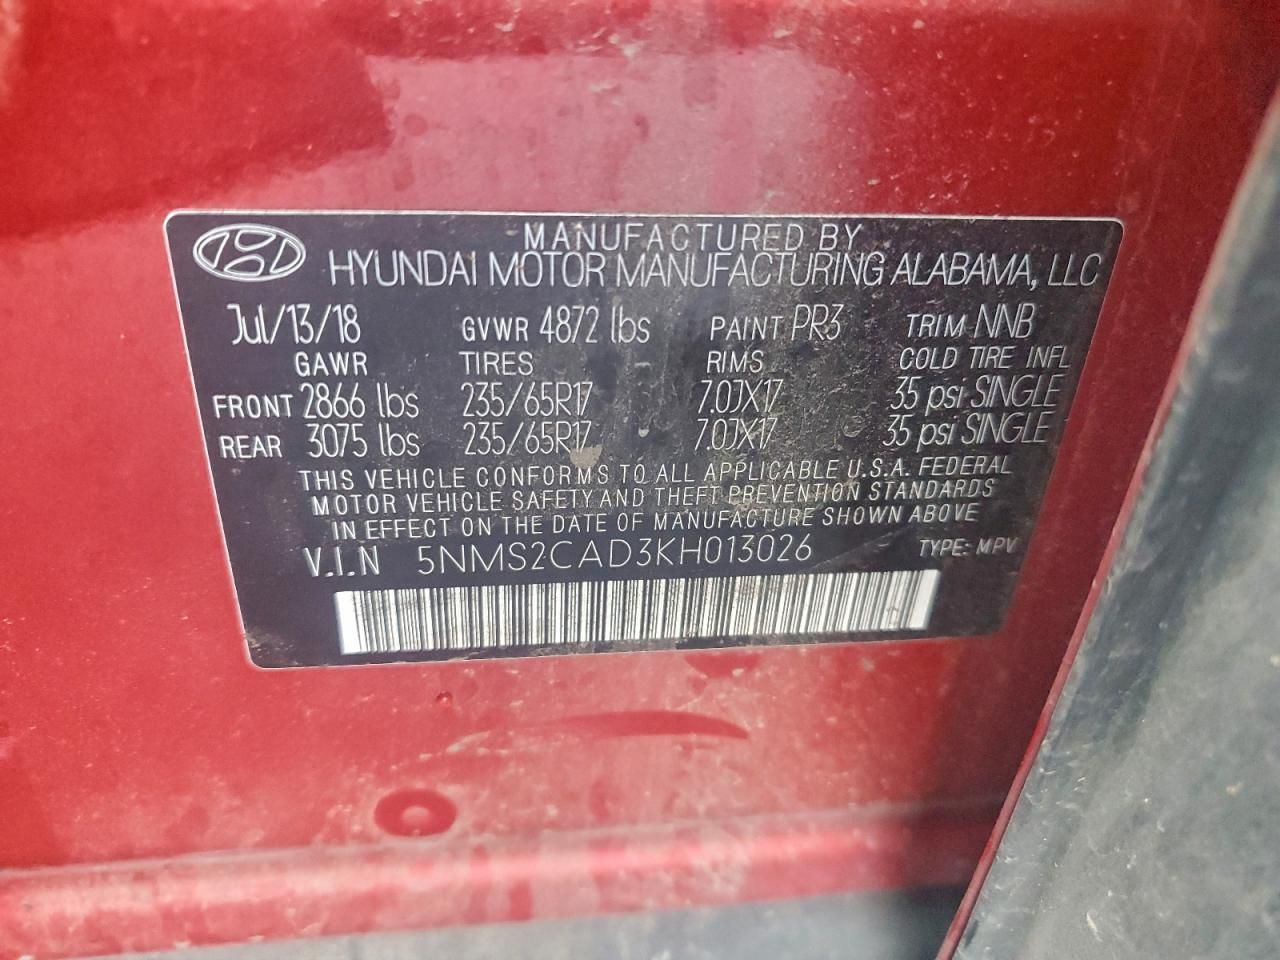 MANUFACTURED BY
HYUNDAI MOTOR MANUFACTURING ALABAMA, LLC
Jul/13/18 GVWR 4872 lbs PAINT PR3 TRIM NNB
GAWR TIRES RIMS COLD TIRE INFL
FRONT 2866 lbs 235/65R17 7.0JX17 35 psi SINGLE
REAR 3075 lbs 235/65R17 7.0JX17 35 psi SINGLE
THIS VEHICLE CONFORMS TO ALL APPLICABLE U.S.A. FEDERAL
MOTOR VEHICLE SAFETY AND THEFT PREVENTION STANDARDS
IN EFFECT ON THE DATE OF MANUFACTURE SHOWN ABOVE
V.I.N 5NMS2CAD3KH013026 TYPE: MPV